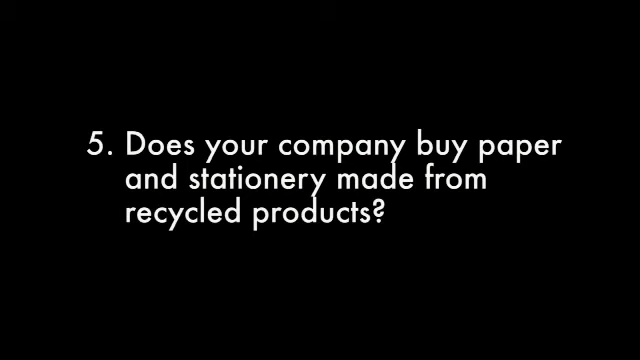 5. Does your company buy paper
and stationery made from
recycled products?